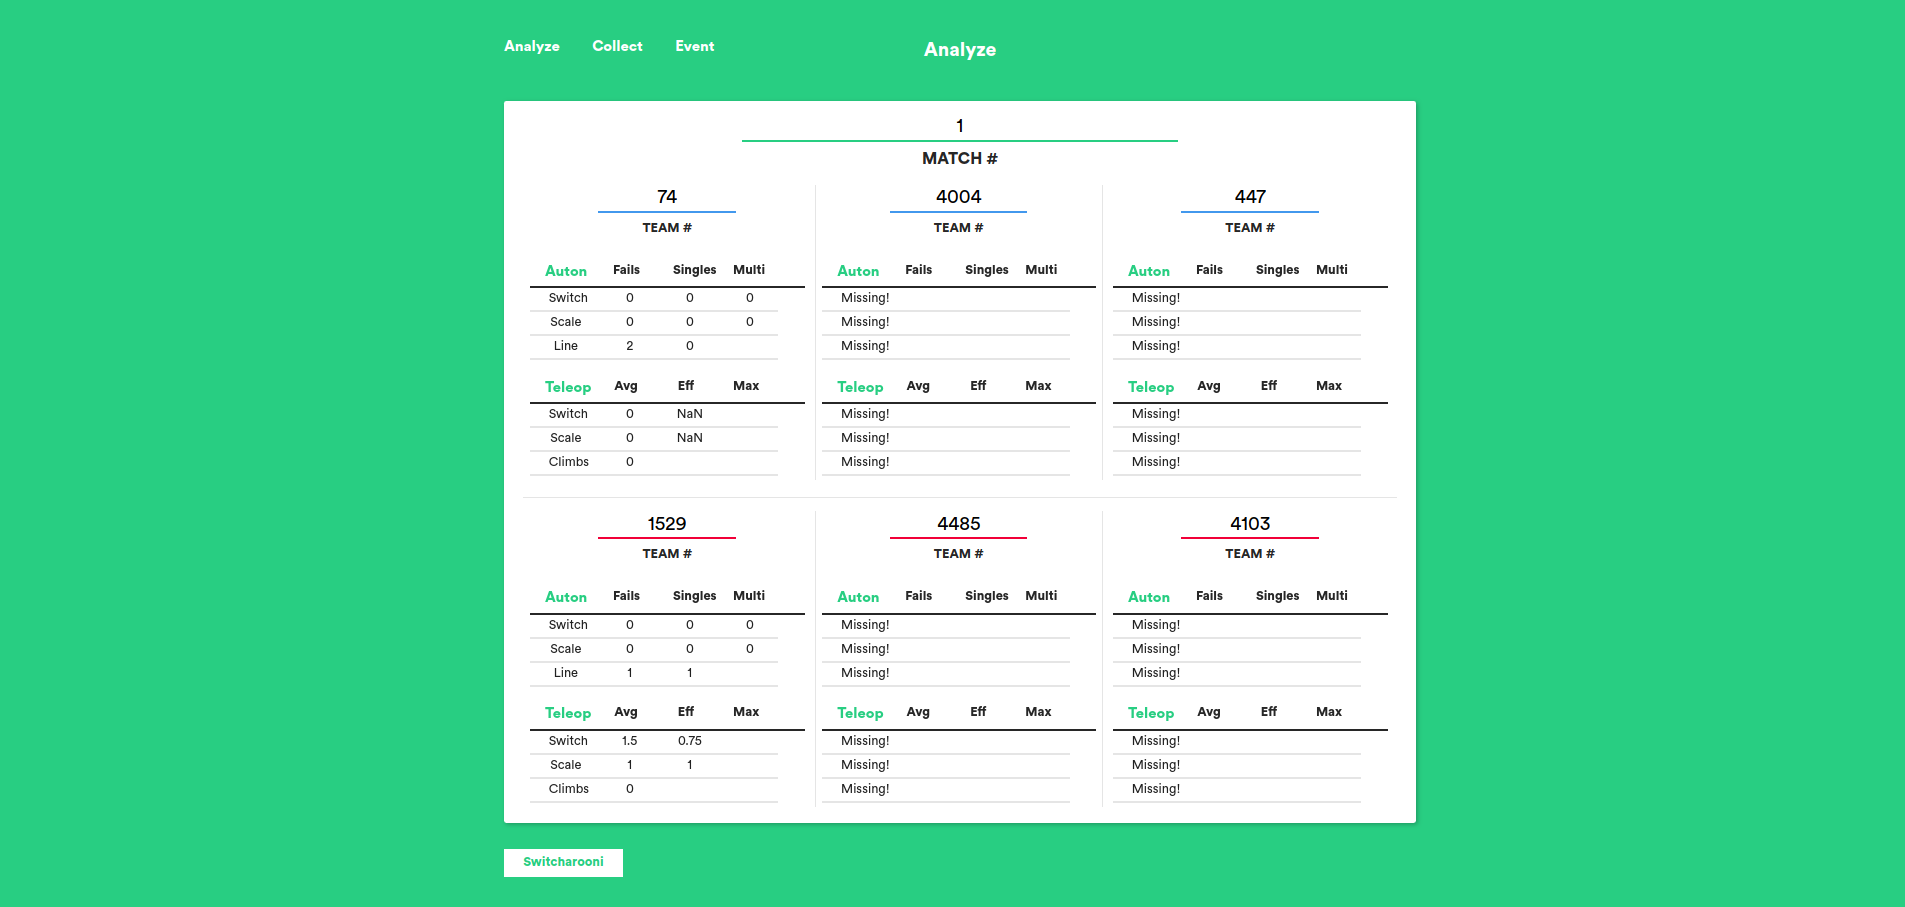 Analyze Collect Event Analyze
1
MATCH #
74 4004 447
TEAM # TEAM # TEAM #
Auton Fails Singles Multi Auton Fails Singles Multi Auton Fails Singles Multi
Switch 0 0 0 Missing! Missing!
Scale 0 0 0 Missing! Missing!
Line 2 0 Missing! Missing!
Teleop Avg Eff Max Teleop Avg Eff Max Teleop Avg Eff Max
Switch 0 NaN Missing! Missing!
Scale 0 NaN Missing! Missing!
Climbs 0 Missing! Missing!
1529 4485 4103
TEAM # TEAM # TEAM #
Auton Fails Singles Multi Auton Fails Singles Multi Auton Fails Singles Multi
Switch 0 0 0 Missing! Missing!
Scale 0 0 0 Missing! Missing!
Line 1 1 Missing! Missing!
Teleop Avg Eff Max Teleop Avg Eff Max Teleop Avg Eff Max
Switch 1.5 0.75 Missing! Missing!
Scale 1 1 Missing! Missing!
Climbs 0 Missing! Missing!
Switcharooni